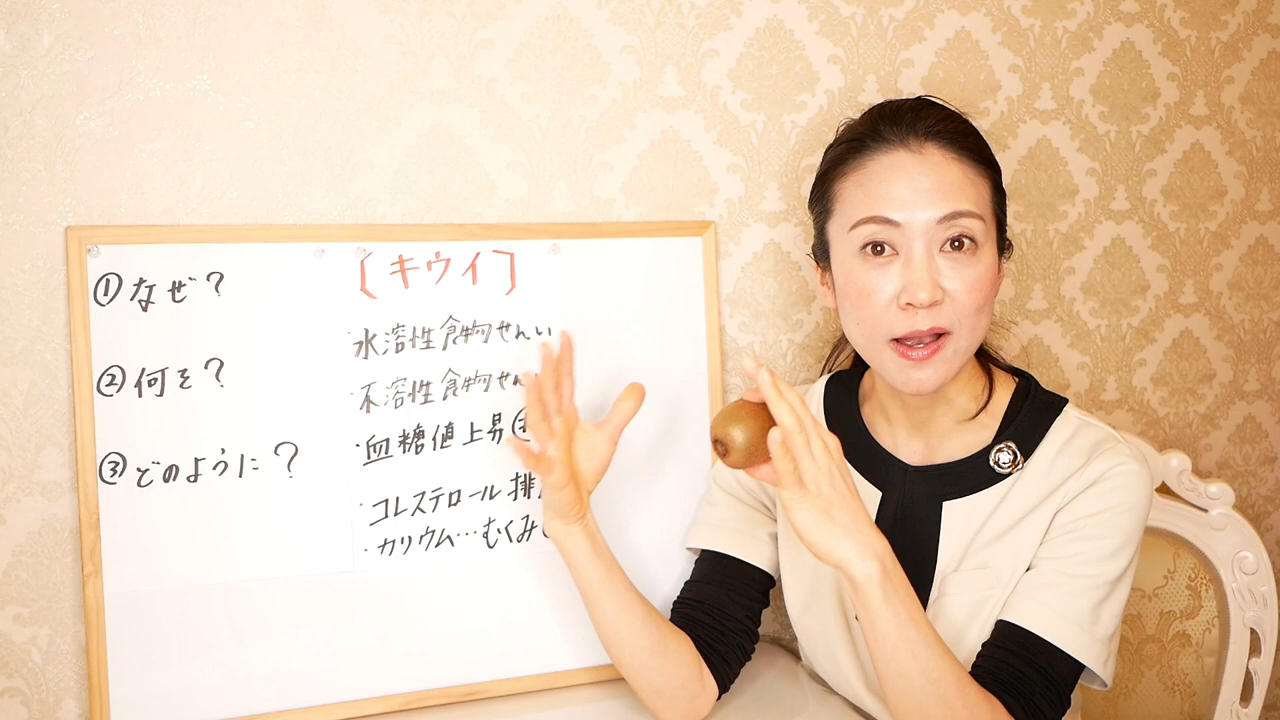 ①なぜ？
②何を？
③どのように？
〔キウイ〕
・水溶性食物せんい
・不溶性食物せん
・血糖値上昇
・コレステロール排
・カリウム…むくみ